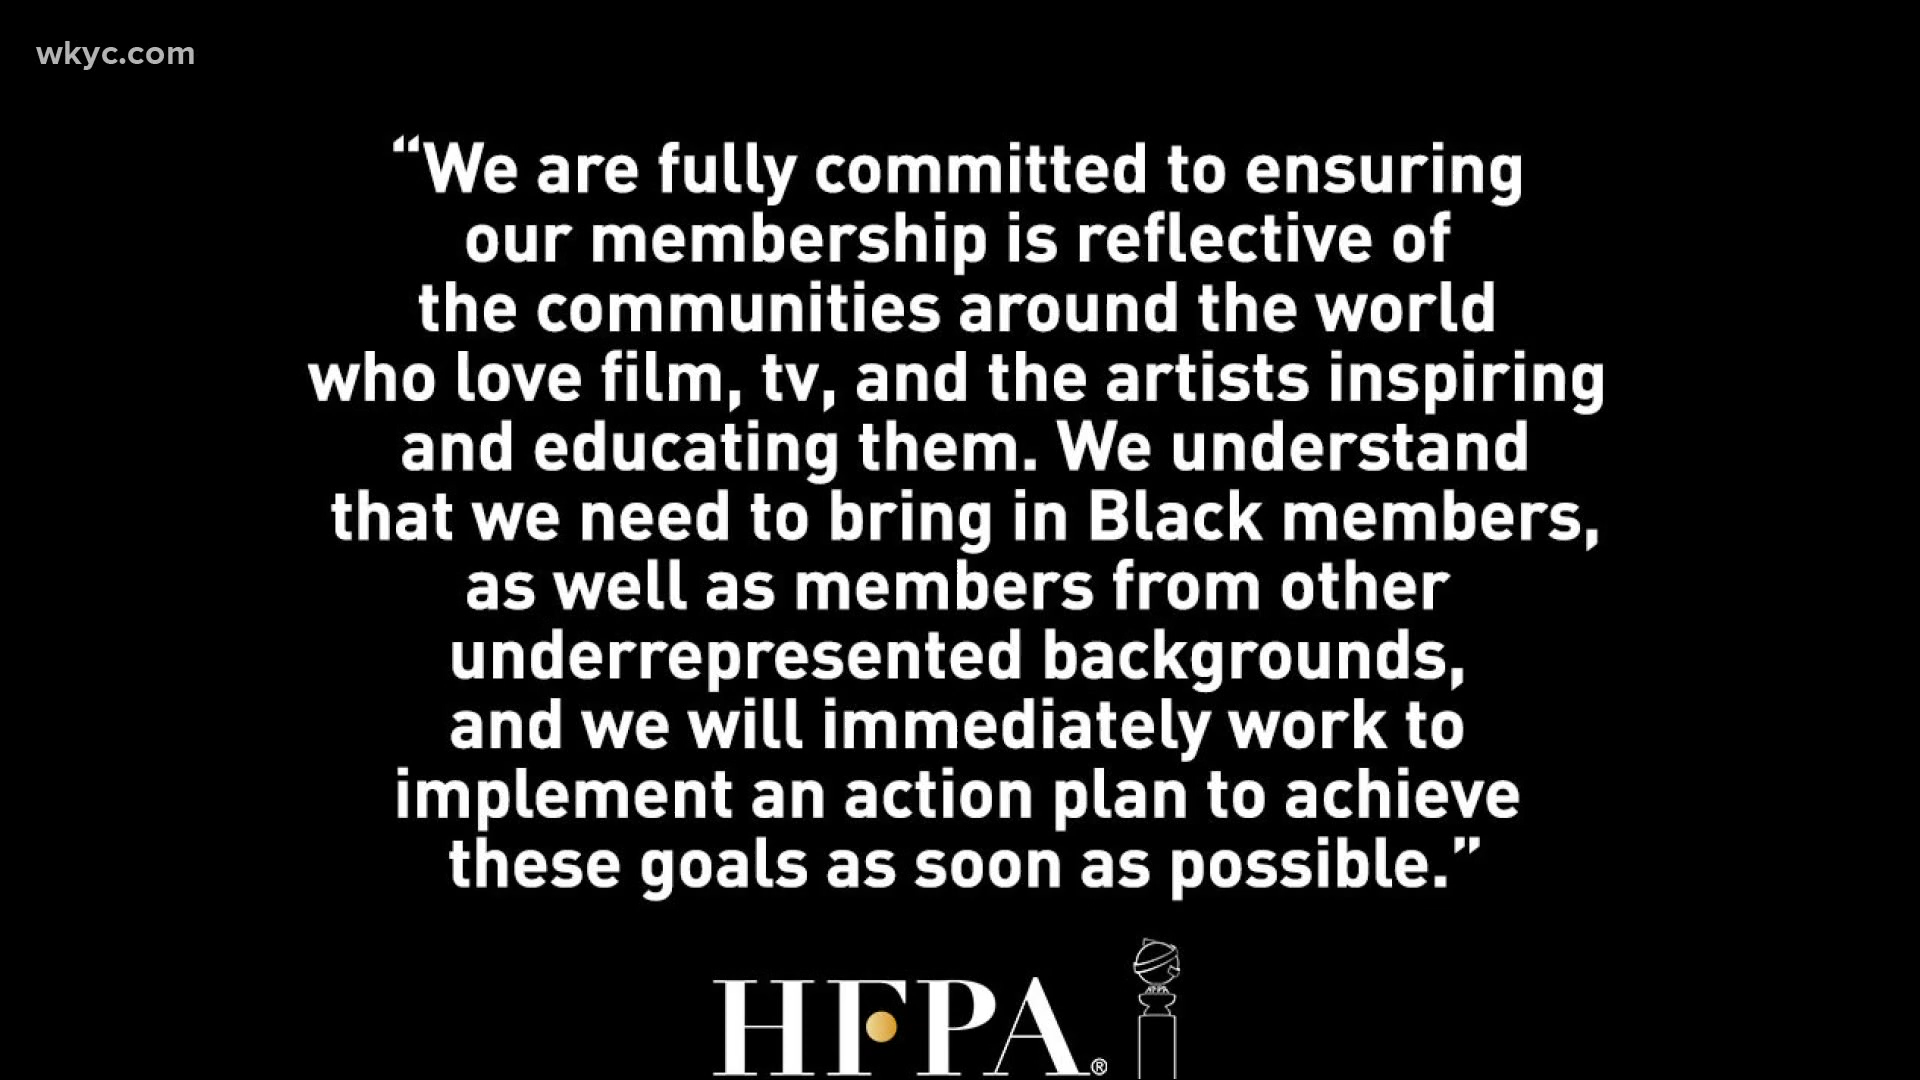 wkyc.com
“We are fully committed to ensuring
our membership is reflective of
the communities around the world
who love film, tv, and the artists inspiring
and educating them. We understand
that we need to bring in Black members,
as well as members from other
underrepresented backgrounds,
and we will immediately work to
implement an action plan to achieve
these goals as soon as possible.”
HFPA®